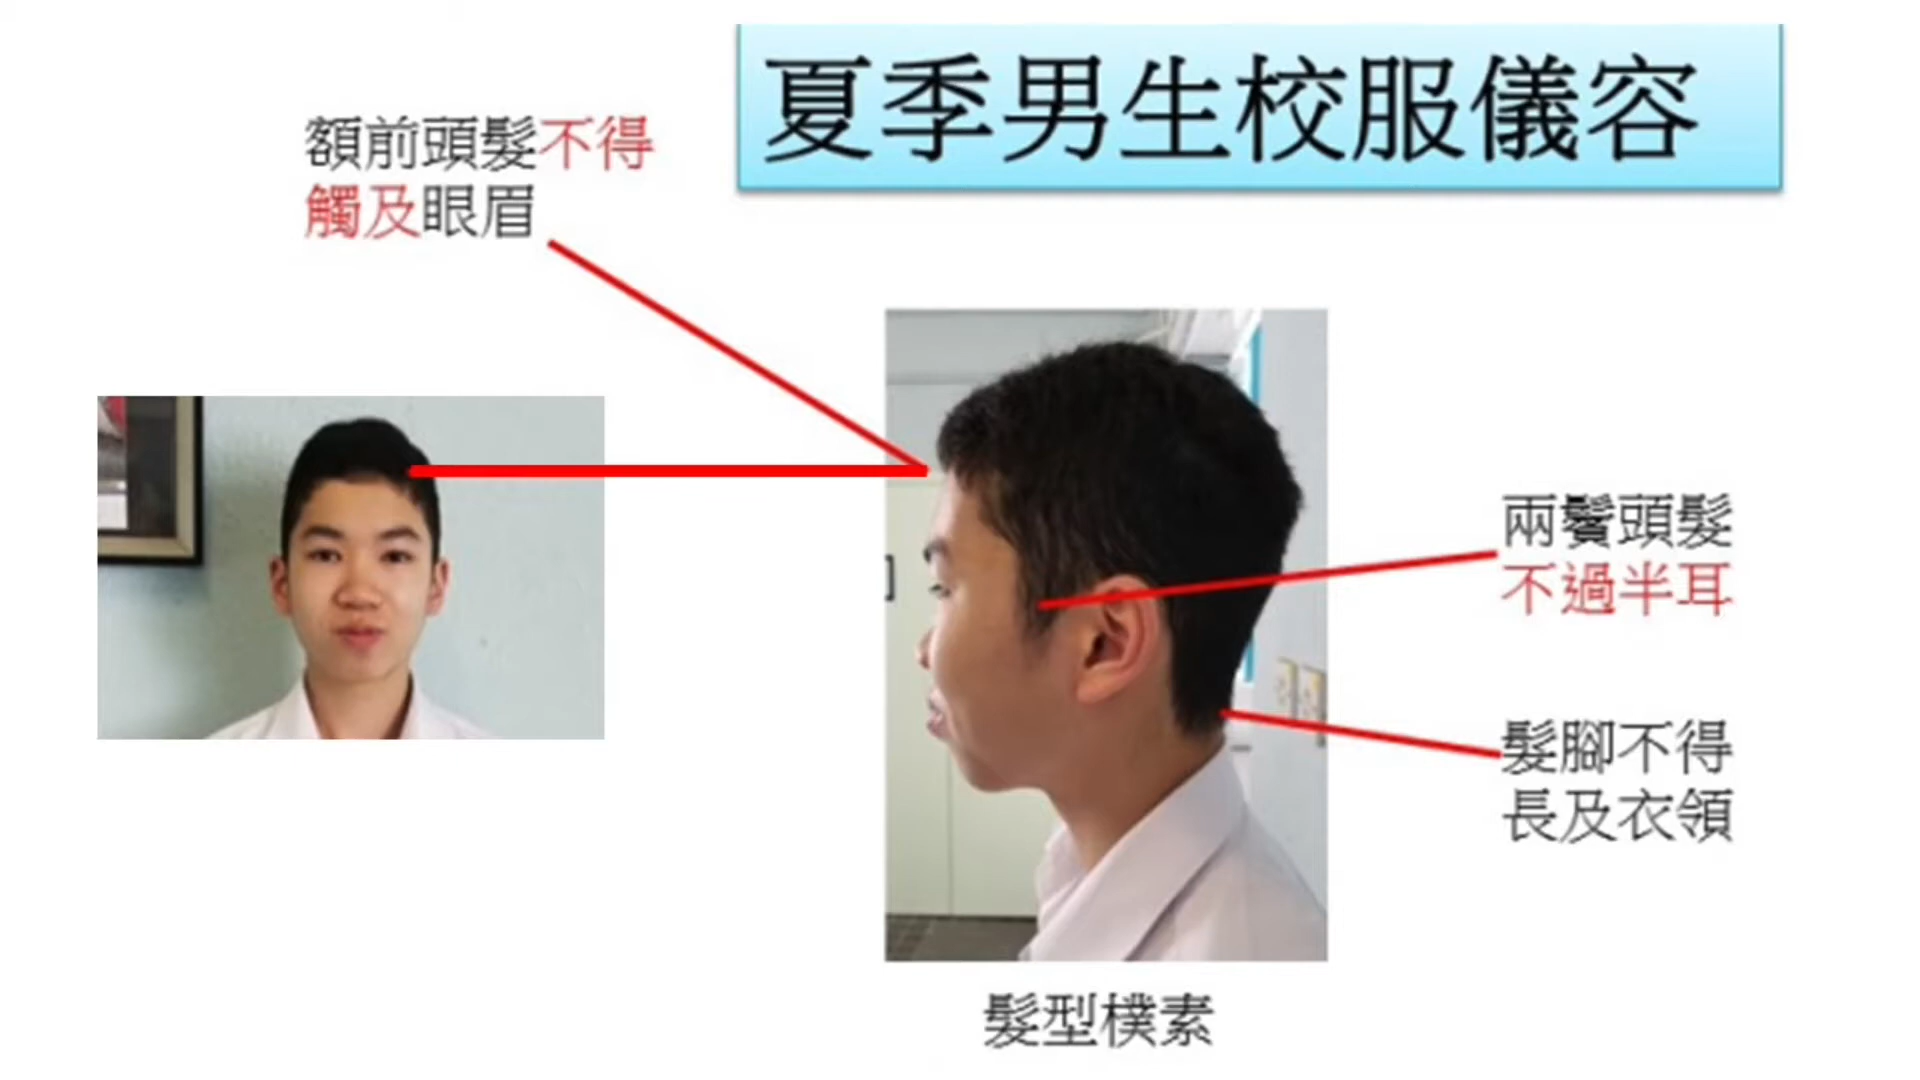 夏季男生校服儀容
額前頭髮不得
觸及眼眉
兩鬢頭髮
不過半耳
髮腳不得
長及衣領
髮型樸素